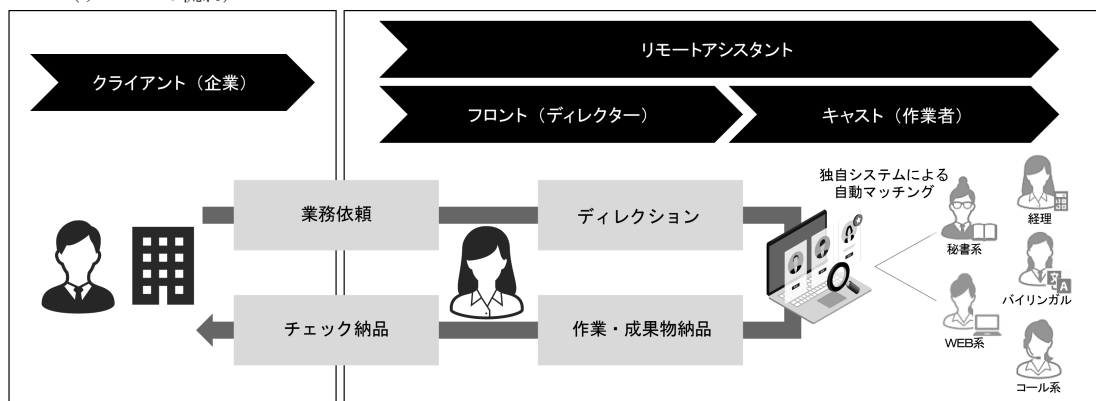 リモートアシスタント
クライアント（企業）
フロント（ディレクター）
キャスト（作業者）
独自システムによる
自動マッチング
業務依頼
ディレクション
経理
秘書系
バイリンガル
チェック納品
作業・成果物納品
WEB系
コール系